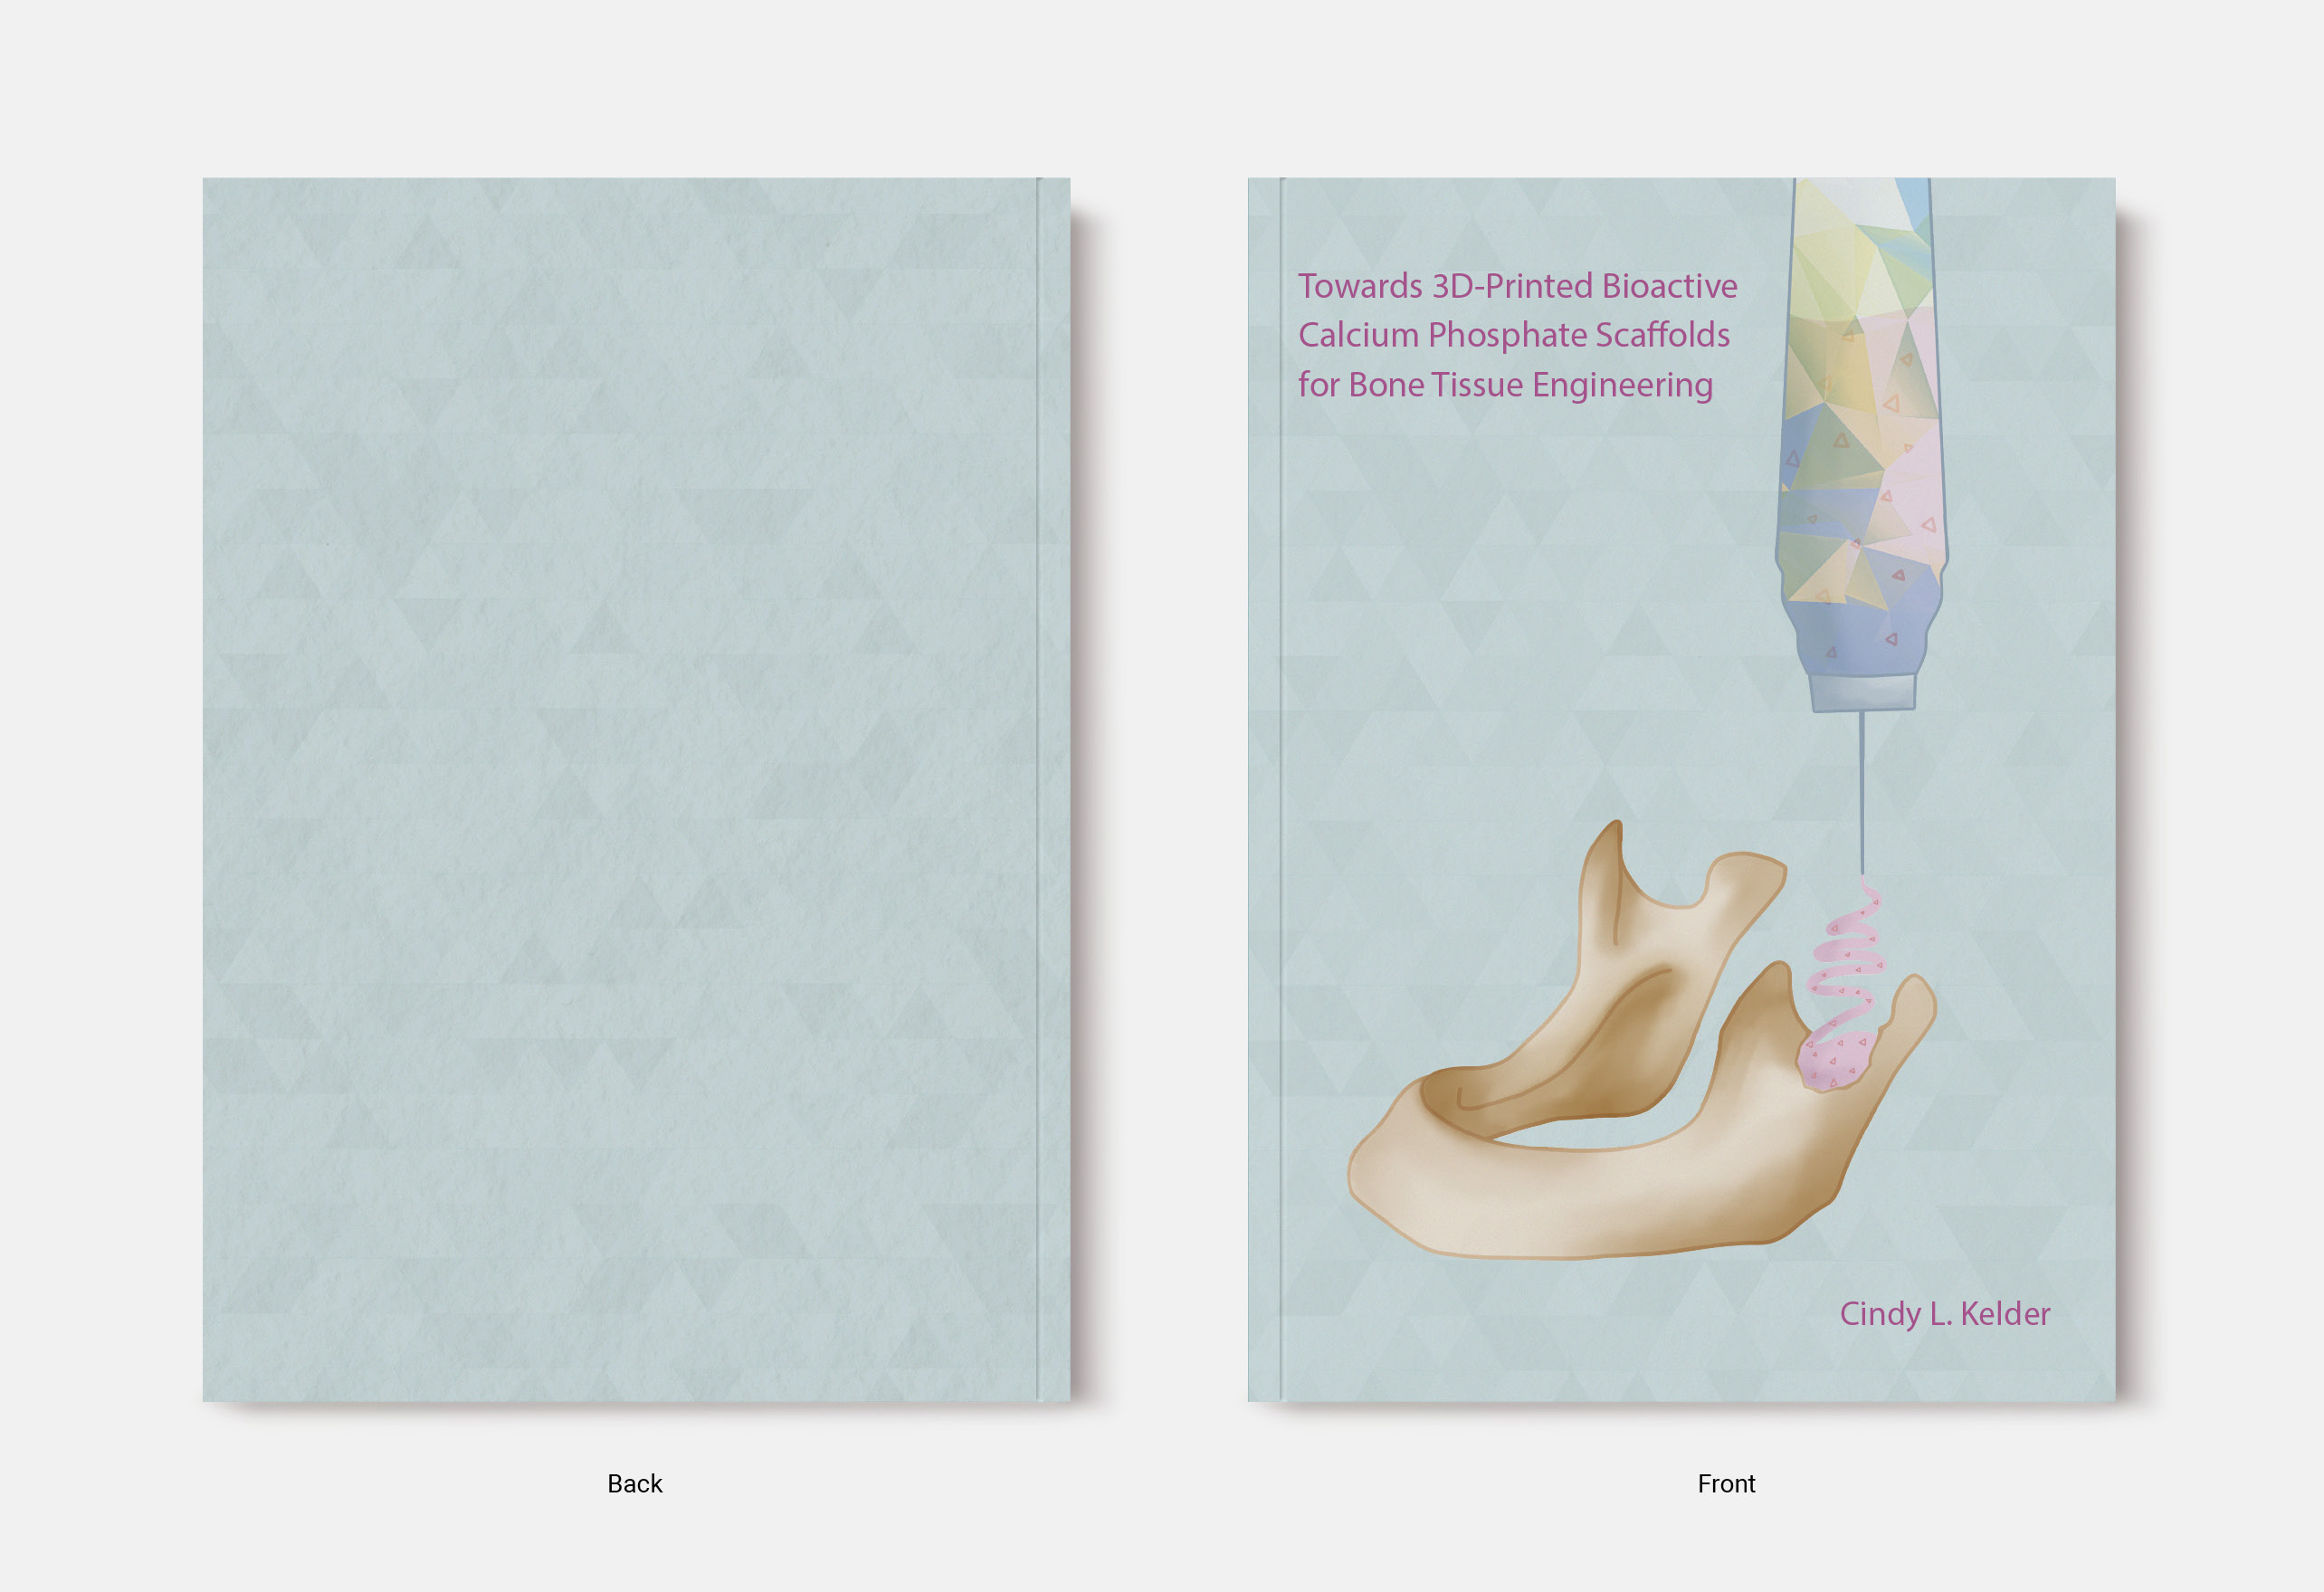 Towards 3D-Printed Bioactive
Calcium Phosphate Scaffolds
for Bone Tissue Engineering
Cindy L. Kelder
Back
Front